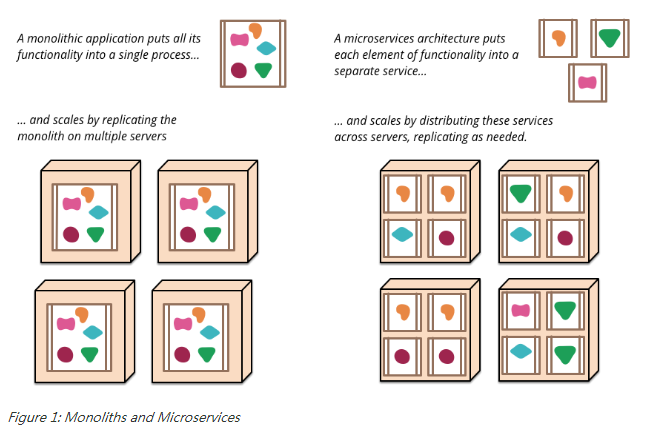 A monolithic application puts all its
functionality into a single process...
... and scales by replicating the
monolith on multiple servers
A microservices architecture puts
each element of functionality into a
separate service...
... and scales by distributing these services
across servers, replicating as needed.
Figure 1: Monoliths and Microservices